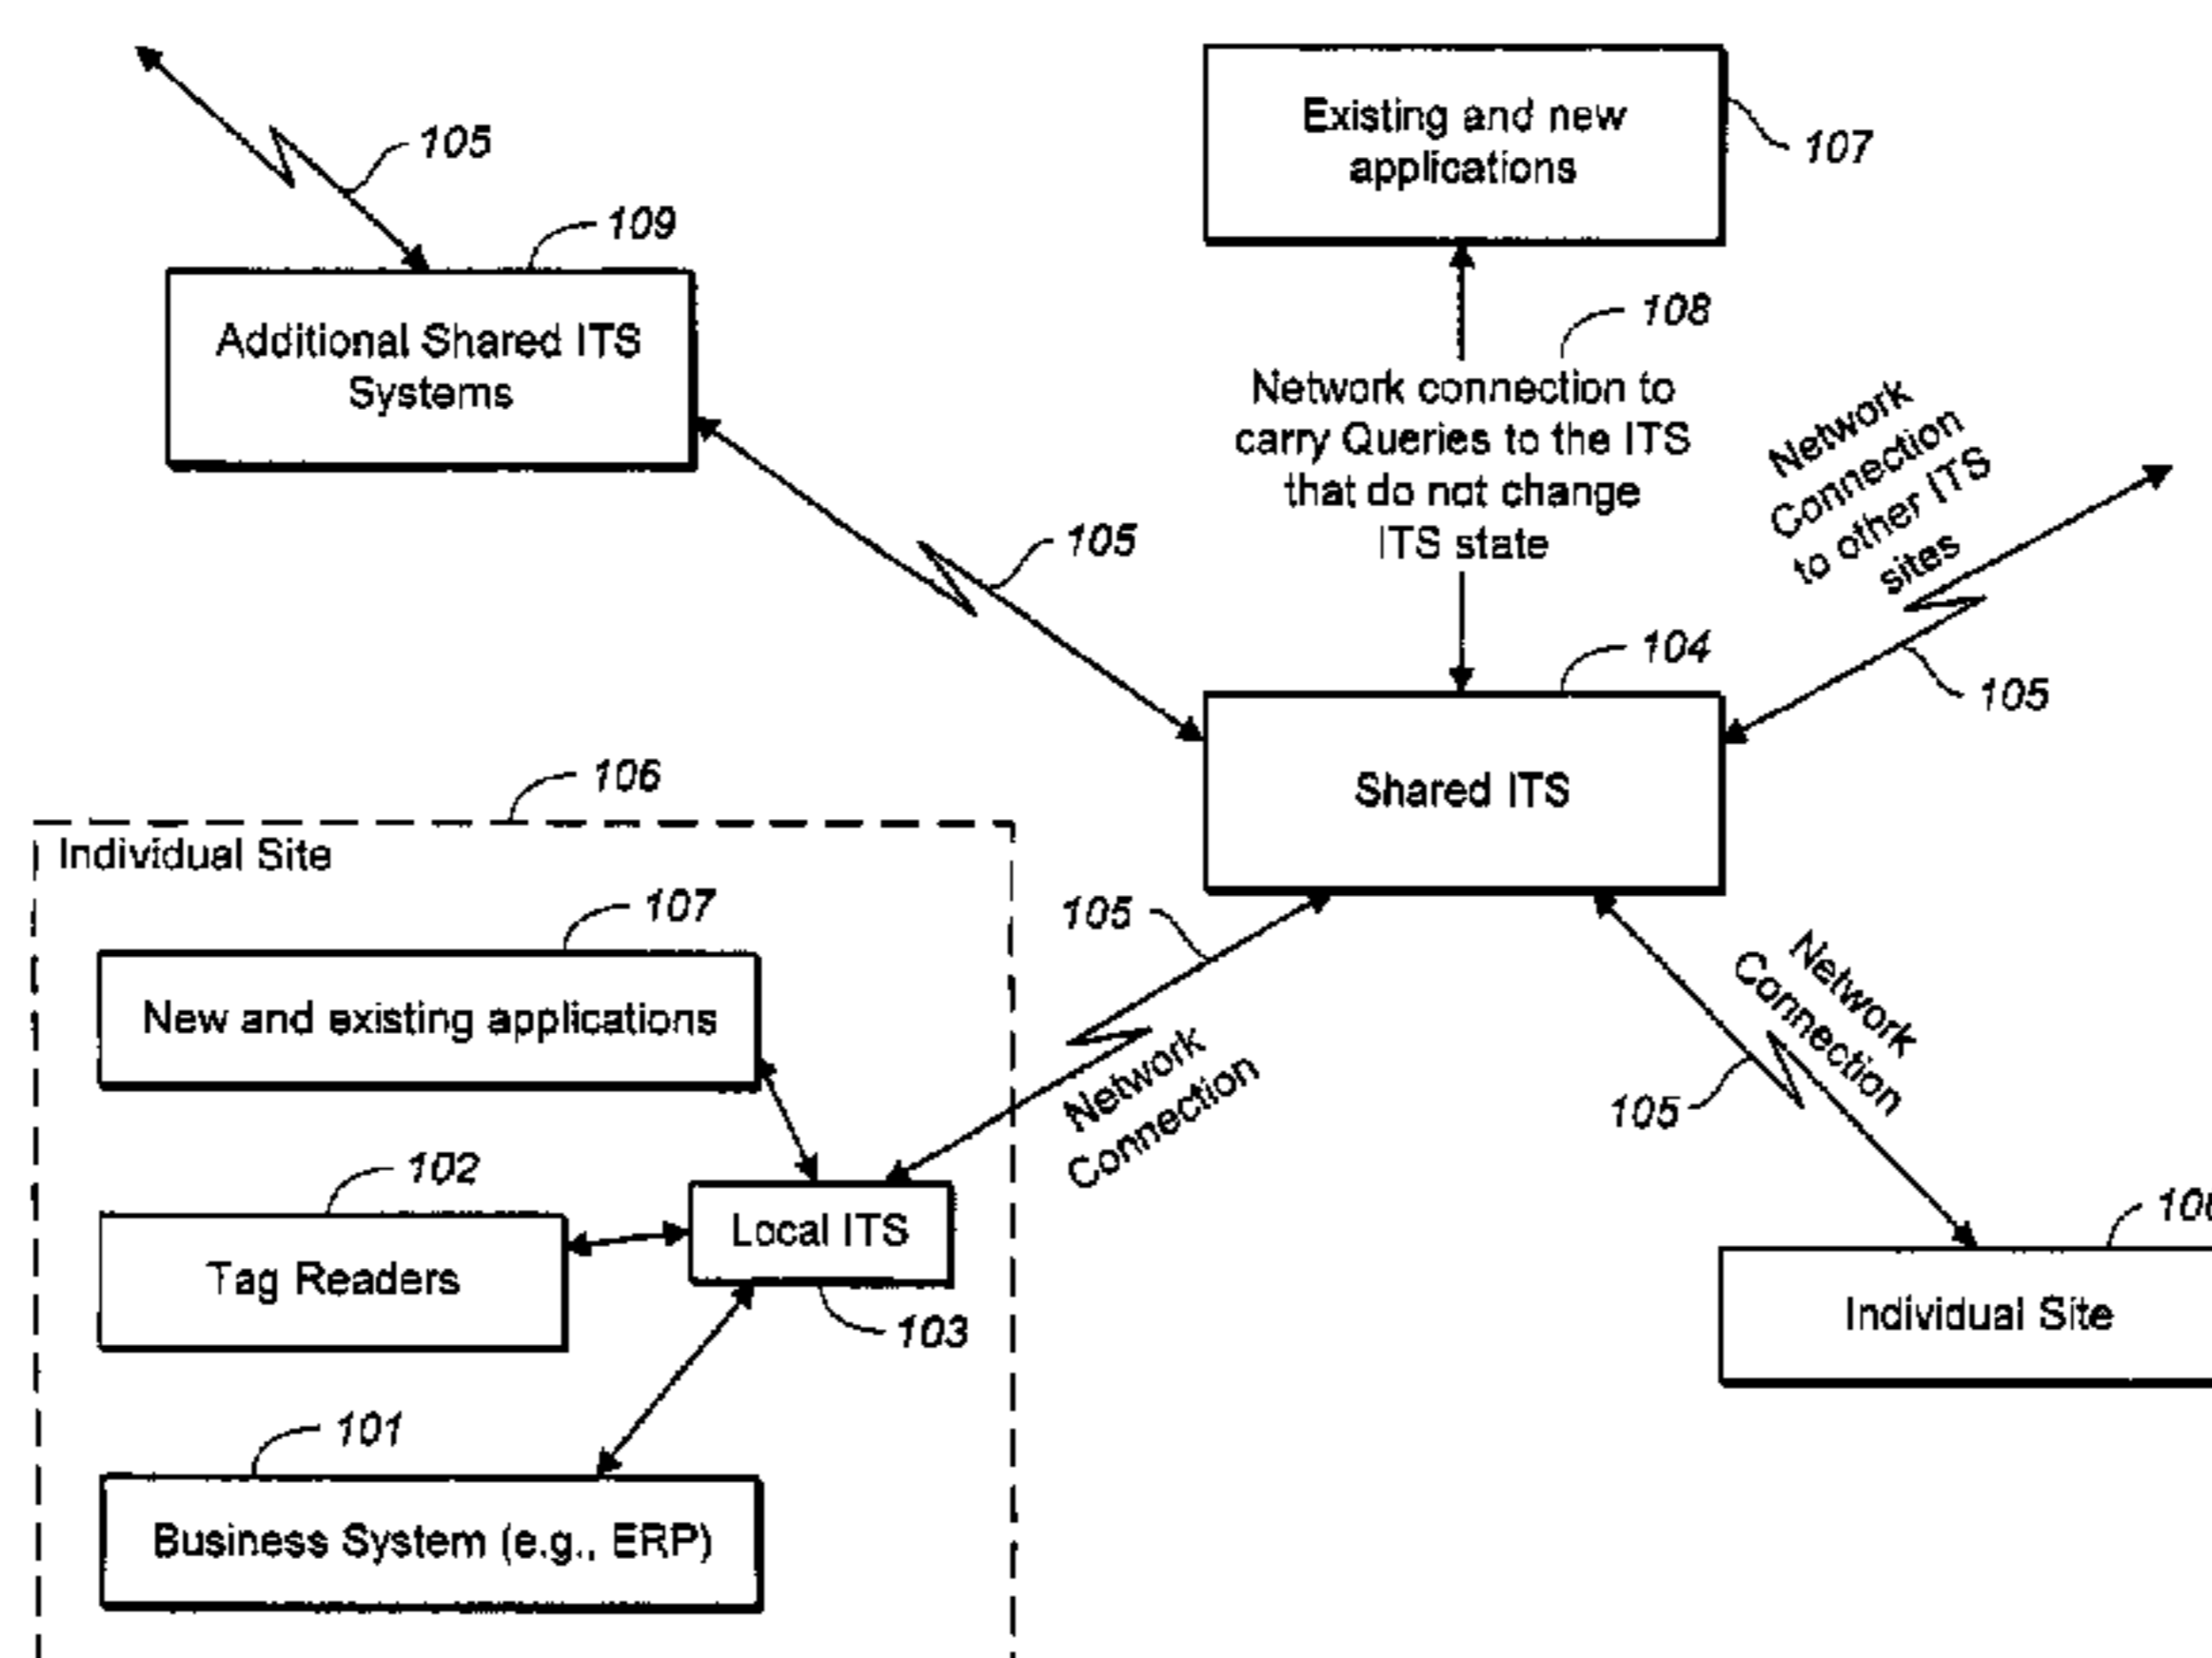 105
109
Additional Shared ITS
Systems
Existing and new
applications
107
108
Network connection to
carry Queries to the ITS
that do not change
ITS state
Network
Connection
to other ITS
sites
105
105
104
Shared ITS
106
Individual Site
107
New and existing applications
105
Network
Connection
Network
Connection
105
102
Tag Readers
Local ITS
103
101
Business System (e.g., ERP)
Individual Site